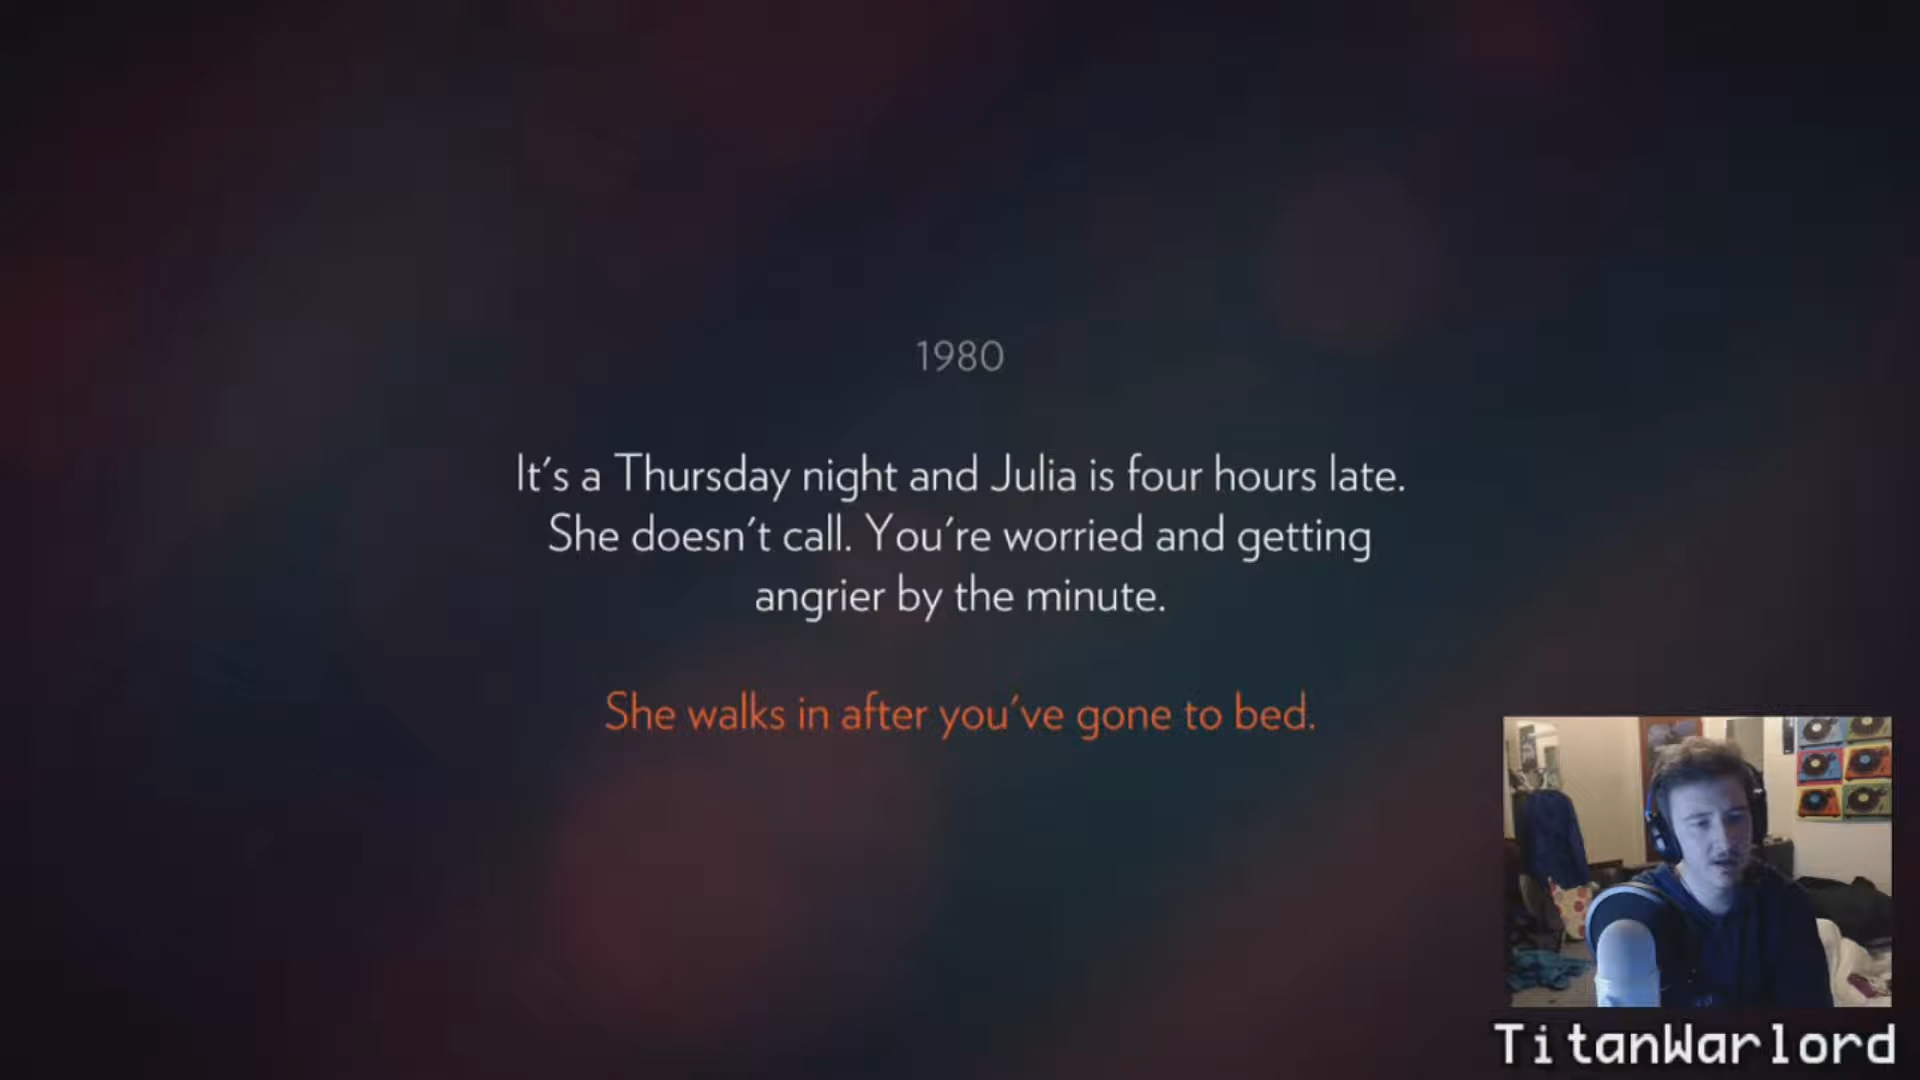 1980
It's a Thursday night and Julia is four hours late.
She doesn't call. You're worried and getting
angrier by the minute.
She walks in after you've gone to bed.
TitanWarlord